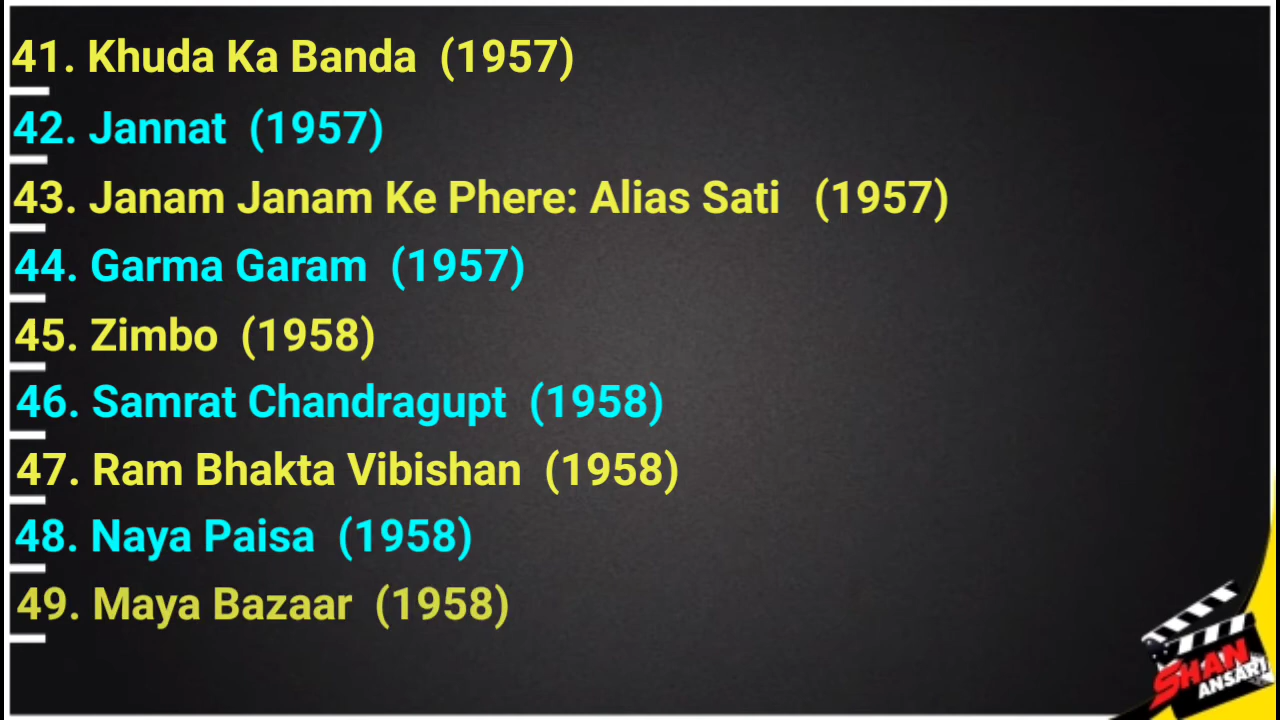 41. Khuda Ka Banda (1957)
42. Jannat (1957)
43. Janam Janam Ke Phere: Alias Sati (1957)
44. Garma Garam (1957)
45. Zimbo (1958)
46. Samrat Chandragupt (1958)
47. Ram Bhakta Vibishan (1958)
48. Naya Paisa (1958)
49. Maya Bazaar (1958)
SHAN
ANSARI